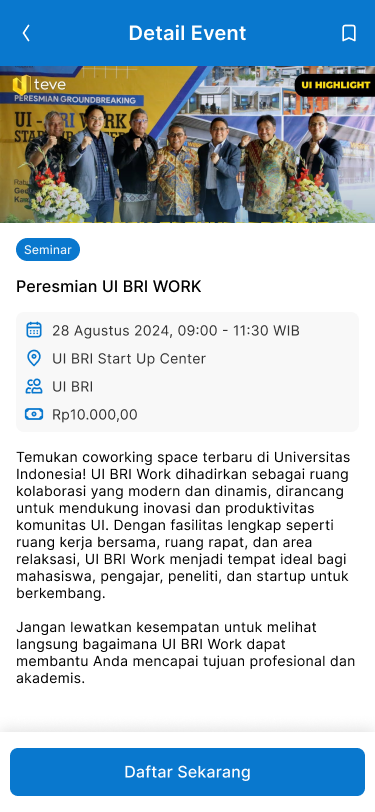 Detail Event
teve
UI HIGHLIGHT
PERESMIAN GROUNDBREAKING
UI - BRI WORK
Seminar
Peresmian UI BRI WORK
28 Agustus 2024, 09:00 - 11:30 WIB
UI BRI Start Up Center
UI BRI
Rp10.000,00
Temukan coworking space terbaru di Universitas
Indonesia! UI BRI Work dihadirkan sebagai ruang
kolaborasi yang modern dan dinamis, dirancang
untuk mendukung inovasi dan produktivitas
komunitas UI. Dengan fasilitas lengkap seperti
ruang kerja bersama, ruang rapat, dan area
relaksasi, UI BRI Work menjadi tempat ideal bagi
mahasiswa, pengajar, peneliti, dan startup untuk
berkembang.
Jangan lewatkan kesempatan untuk melihat
langsung bagaimana UI BRI Work dapat
membantu Anda mencapai tujuan profesional dan
akademis.
Daftar Sekarang